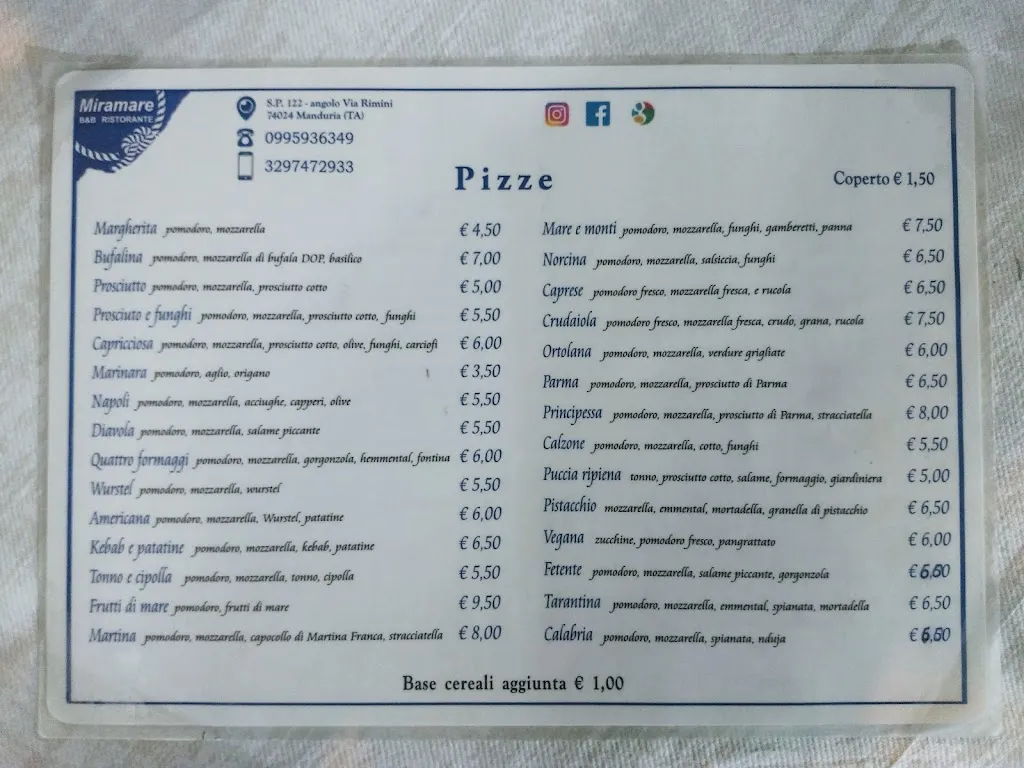 Miramare
B&B RISTORANTE
S.P. 122 - angolo Via Rimini
74024 Manduria (TA)
0995936349
3297472933
Pizze
Coperto € 1,50
Margherita pomodoro, mozzarella € 4,50
Bufalina pomodoro, mozzarella di bufala DOP, basilico € 7,00
Prosciutto pomodoro, mozzarella, prosciutto cotto € 5,00
Prosciuto e funghi pomodoro, mozzarella, prosciutto cotto, funghi € 5,50
Capricciosa pomodoro, mozzarella, prosciutto cotto, olive, funghi, carciofi € 6,00
Marinara pomodoro, aglio, origano € 3,50
Napoli pomodoro, mozzarella, acciughe, capperi, olive € 5,50
Diavola pomodoro, mozzarella, salame piccante € 5,50
Quattro formaggi pomodoro, mozzarella, gorgonzola, hemmental, fontina € 6,00
Wurstel pomodoro, mozzarella, wurstel € 5,50
Americana pomodoro, mozzarella, Wurstel, patatine € 6,00
Kebab e patatine pomodoro, mozzarella, kebab, patatine € 6,50
Tonno e cipolla pomodoro, mozzarella, tonno, cipolla € 5,50
Frutti di mare pomodoro, frutti di mare € 9,50
Martina pomodoro, mozzarella, capocollo di Martina Franca, stracciatella € 8,00
Mare e monti pomodoro, mozzarella, funghi, gamberetti, panna € 7,50
Norcina pomodoro, mozzarella, salsiccia, funghi € 6,50
Caprese pomodoro fresco, mozzarella fresca, e rucola € 6,50
Crudaiola pomodoro fresco, mozzarella fresca, crudo, grana, rucola € 7,50
Ortolana pomodoro, mozzarella, verdure grigliate € 6,00
Parma pomodoro, mozzarella, prosciutto di Parma € 6,50
Principessa pomodoro, mozzarella, prosciutto di Parma, stracciatella € 8,00
Calzone pomodoro, mozzarella, cotto, funghi € 5,50
Puccia ripiena tonno, prosciutto cotto, salame, formaggio, giardiniera € 5,00
Pistacchio mozzarella, emmental, mortadella, granella di pistacchio € 6,50
Vegana zucchine, pomodoro fresco, pangrattato € 6,00
Fetente pomodoro, mozzarella, salame piccante, gorgonzola €
Tarantina pomodoro, mozzarella, emmental, spianata, mortadella € 6,50
Calabria pomodoro, mozzarella, spianata, nduja €
Base cereali aggiunta € 1,00